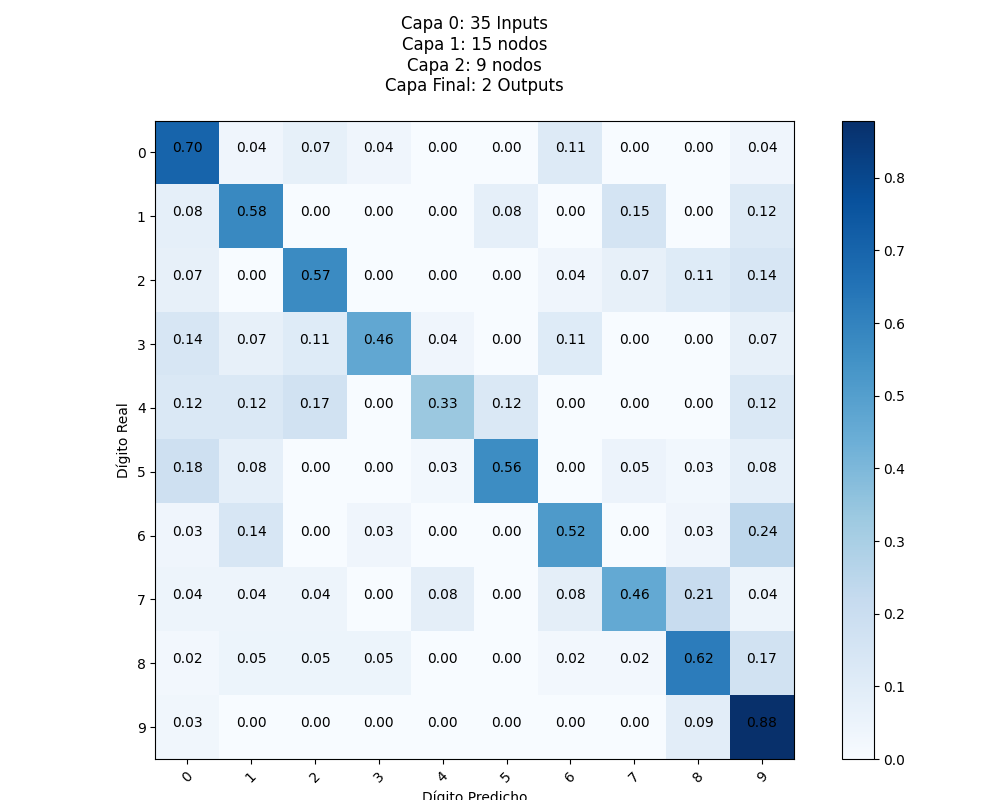 Capa 0: 35 Inputs
Capa 1: 15 nodos
Capa 2: 9 nodos
Capa Final: 2 Outputs
0 0.70 0.04 0.07 0.04 0.00 0.00 0.11 0.00 0.00 0.04
1 0.08 0.58 0.00 0.00 0.00 0.08 0.00 0.15 0.00 0.12
2 0.07 0.00 0.57 0.00 0.00 0.00 0.04 0.07 0.11 0.14
3 0.14 0.07 0.11 0.46 0.04 0.00 0.11 0.00 0.00 0.07
4 0.12 0.12 0.17 0.00 0.33 0.12 0.00 0.00 0.00 0.12
5 0.18 0.08 0.00 0.00 0.03 0.56 0.00 0.05 0.03 0.08
6 0.03 0.14 0.00 0.03 0.00 0.00 0.52 0.00 0.03 0.24
7 0.04 0.04 0.04 0.00 0.08 0.00 0.08 0.46 0.21 0.04
8 0.02 0.05 0.05 0.05 0.00 0.00 0.02 0.02 0.62 0.17
9 0.03 0.00 0.00 0.00 0.00 0.00 0.00 0.00 0.09 0.88
0 1 2 3 4 5 6 7 8 9
Dígito Predicho
Dígito Real
0.8
0.7
0.6
0.5
0.4
0.3
0.2
0.1
0.0